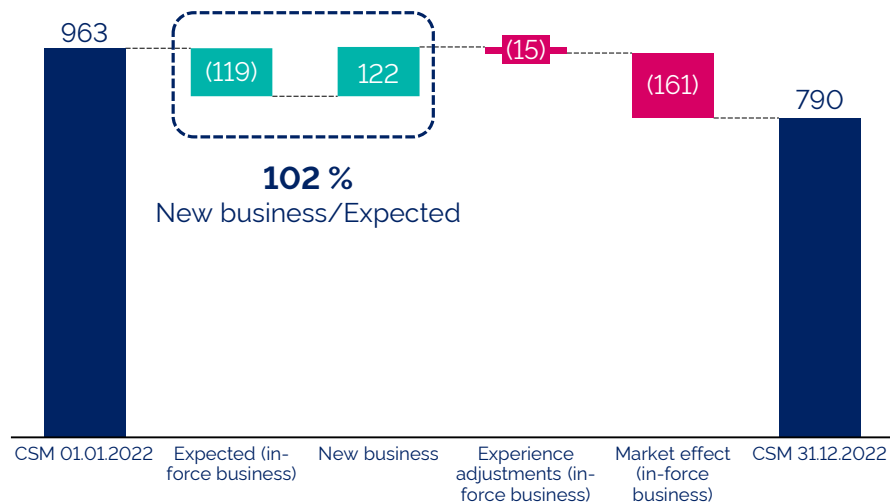 963
(119)
122
(15)
(161)
790
102 %
New business/Expected
CSM 01.01.2022
Expected (in-
force business)
New business
Experience
adjustments (in-
force business)
Market effect
(in-force
business)
CSM 31.12.2022